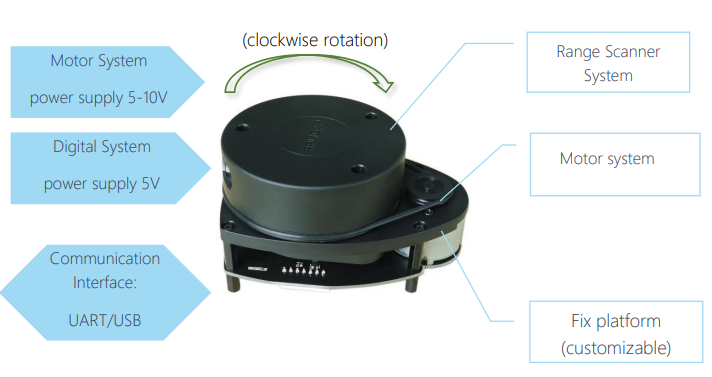 (clockwise rotation)
Motor System
power supply 5-10V
Digital System
power supply 5V
Communication
Interface:
UART/USB
Range Scanner
System
Motor system
Fix platform
(customizable)